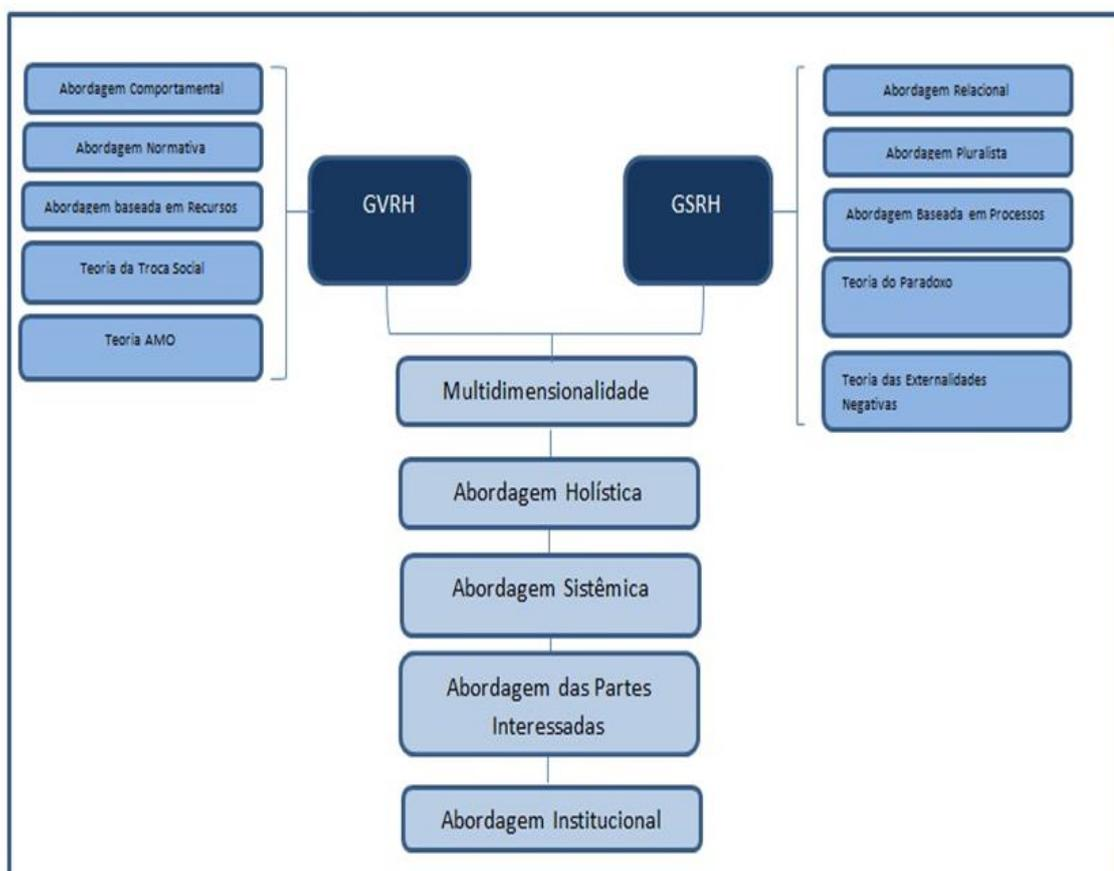 Abordagem Comportamental
Abordagem Normativa
Abordagem baseada em Recursos
Teoria da Troca Social
Teoria AMO
GVRH
GSRH
Abordagem Relacional
Abordagem Pluralista
Abordagem Baseada em Processos
Teoria do Paradoxo
Teoria das Externalidades
Negativas
Multidimensionalidade
Abordagem Holística
Abordagem Sistêmica
Abordagem das Partes
Interessadas
Abordagem Institucional